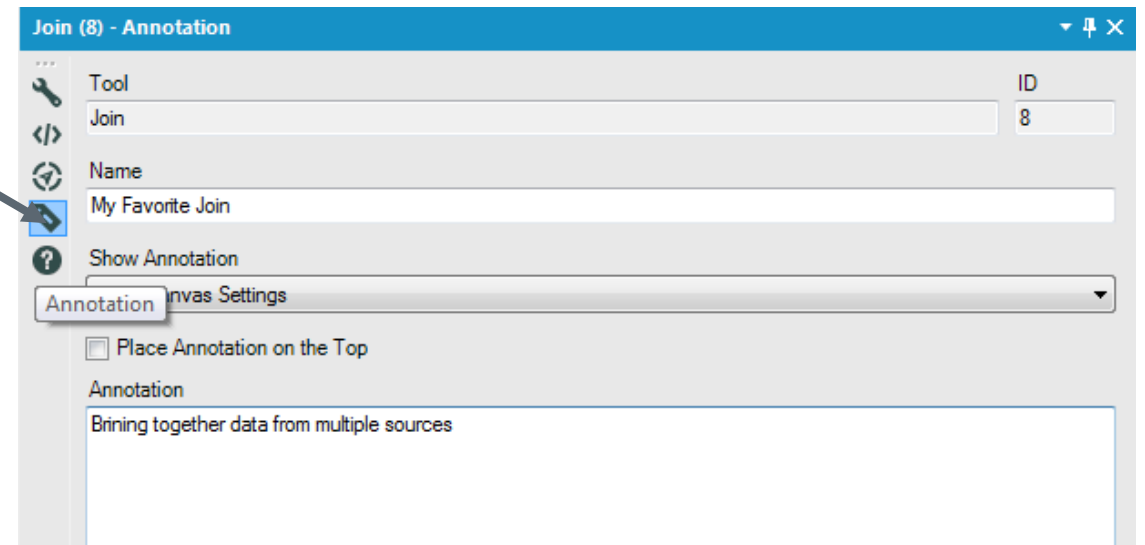 Join (8) - Annotation
Tool ID
Join 8
Name
My Favorite Join
Show Annotation
Annotation nvas Settings
Place Annotation on the Top
Annotation
Brining together data from multiple sources